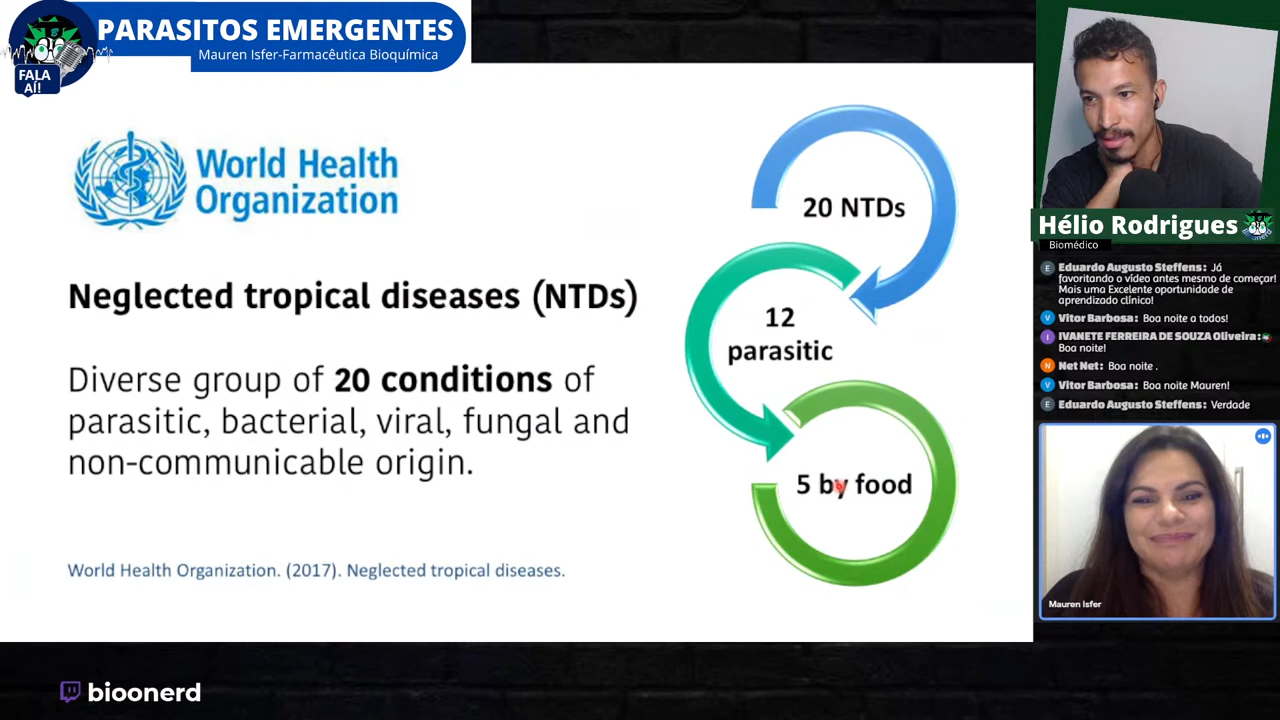 PARASITOS EMERGENTES
Mauren Isfer-Farmacêutica Bioquímica
FALA
AÍ!
World Health
Organization
Neglected tropical diseases (NTDs)
Diverse group of 20 conditions of
parasitic, bacterial, viral, fungal and
non-communicable origin.
World Health Organization. (2017). Neglected tropical diseases.
20 NTDs
12
parasitic
5 by food
Hélio Rodrigues
Biomédico
E Eduardo Augusto Steffens: Já
favoritando o vídeo antes mesmo de começar!
Mais uma Excelente oportunidade de
aprendizado clínico!
V Vitor Barbosa: Boa noite a todos!
I IVANETE FERREIRA DE SOUZA Oliveira:
Boa noite!
N Net Net: Boa noite .
V Vitor Barbosa: Boa noite Mauren!
E Eduardo Augusto Steffens: Verdade
Mauren Isfer
bioonerd